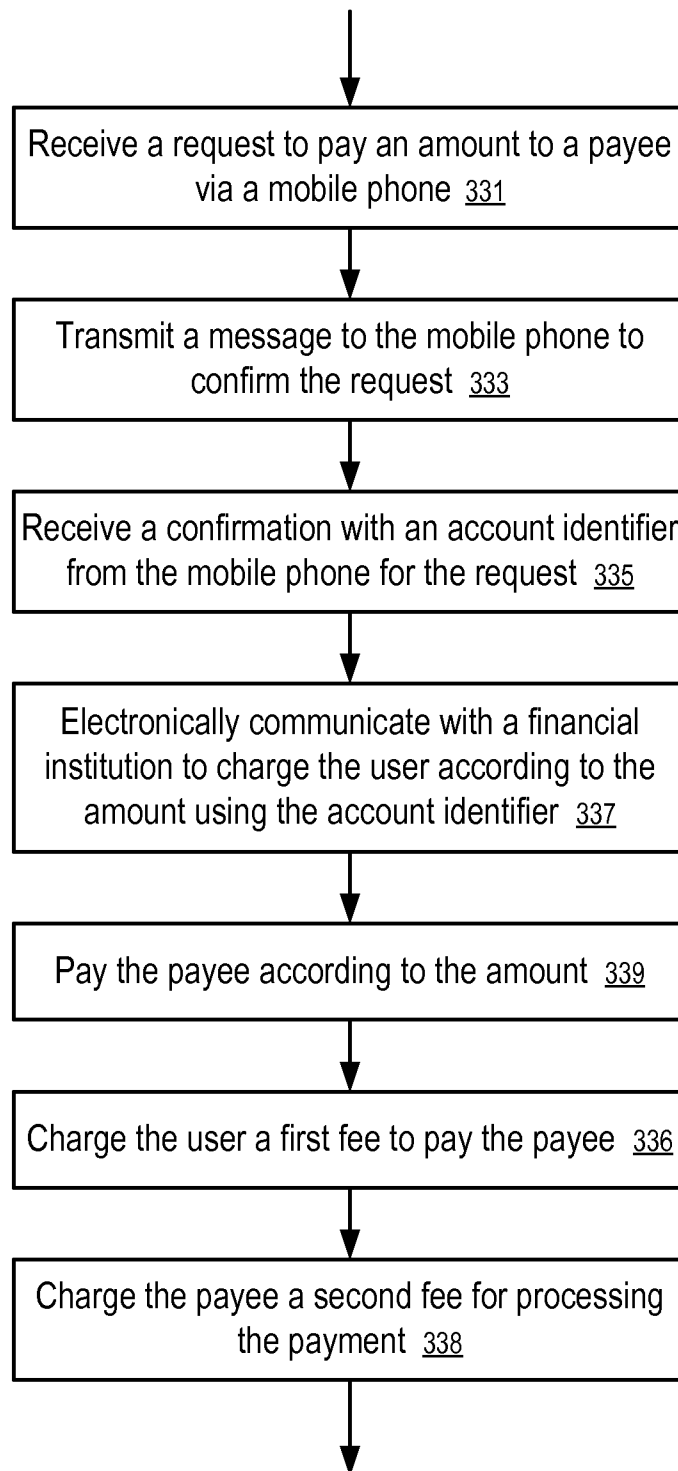 Receive a request to pay an amount to a payee
via a mobile phone 331
Transmit a message to the mobile phone to
confirm the request 333
Receive a confirmation with an account identifier
from the mobile phone for the request 335
Electronically communicate with a financial
institution to charge the user according to the
amount using the account identifier 337
Pay the payee according to the amount 339
Charge the user a first fee to pay the payee 336
Charge the payee a second fee for processing
the payment 338